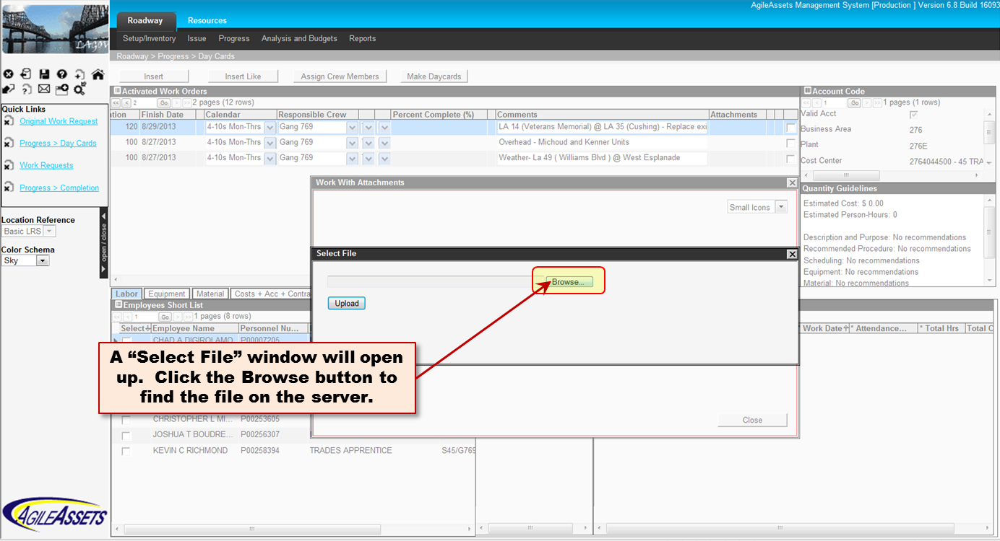 AgileAssets Management System [Production ] Version 6.8 Build 16093
LAGOV
Roadway
Resources
Setup/Inventory Issue Progress Analysis and Budgets Reports
Roadway > Progress > Day Cards
Insert Insert Like Assign Crew Members Make Daycards
Quick Links
Original Work Request
Progress > Day Cards
Work Requests
Progress > Completion
Location Reference
Basic LRS
Color Schema
Sky
open / close
Activated Work Orders
<< < 2 Go > >> 2 pages (12 rows)
tion Finish Date Calendar Responsible Crew Percent Complete (%) Comments Attachments
120 8/29/2013 4-10s Mon-Thrs Gang 769 LA 14 (Veterans Memorial) @ LA 35 (Cushing) - Replace exi
100 8/27/2013 4-10s Mon-Thrs Gang 769 Overhead - Michoud and Kenner Units
100 8/27/2013 4-10s Mon-Thrs Gang 769 Weather- La 49 ( Williams Blvd ) @ West Esplanade
Account Code
<< < 1 Go > >> 1 pages (1 rows)
Valid Acct
Business Area 276
Plant 276E
Cost Center 2764044500 - 45 TRA
Quantity Guidelines
Estimated Cost: $ 0.00
Estimated Person-Hours: 0
Description and Purpose: No recommendations
Recommended Procedure: No recommendations
Scheduling: No recommendations
Equipment: No recommendations
Material: No recommendations
Work With Attachments
Small Icons
Select File
Browse...
Upload
Close
Labor Equipment Material Costs + Acc + Contra
Employees Short List
<< < 1 Go > >> 1 pages (8 rows)
Select Employee Name Personnel Nu...
CHAD A DIGIROLAMO P00007205
A “Select File” window will open
up. Click the Browse button to
find the file on the server.
CHRISTOPHER L MI... P00253605
JOSHUA T BOUDRE... P00256307
KEVIN C RICHMOND P00258394 TRADES APPRENTICE S45/G769
Work Date * Attendance... * Total Hrs Total C
AGILEASSETS